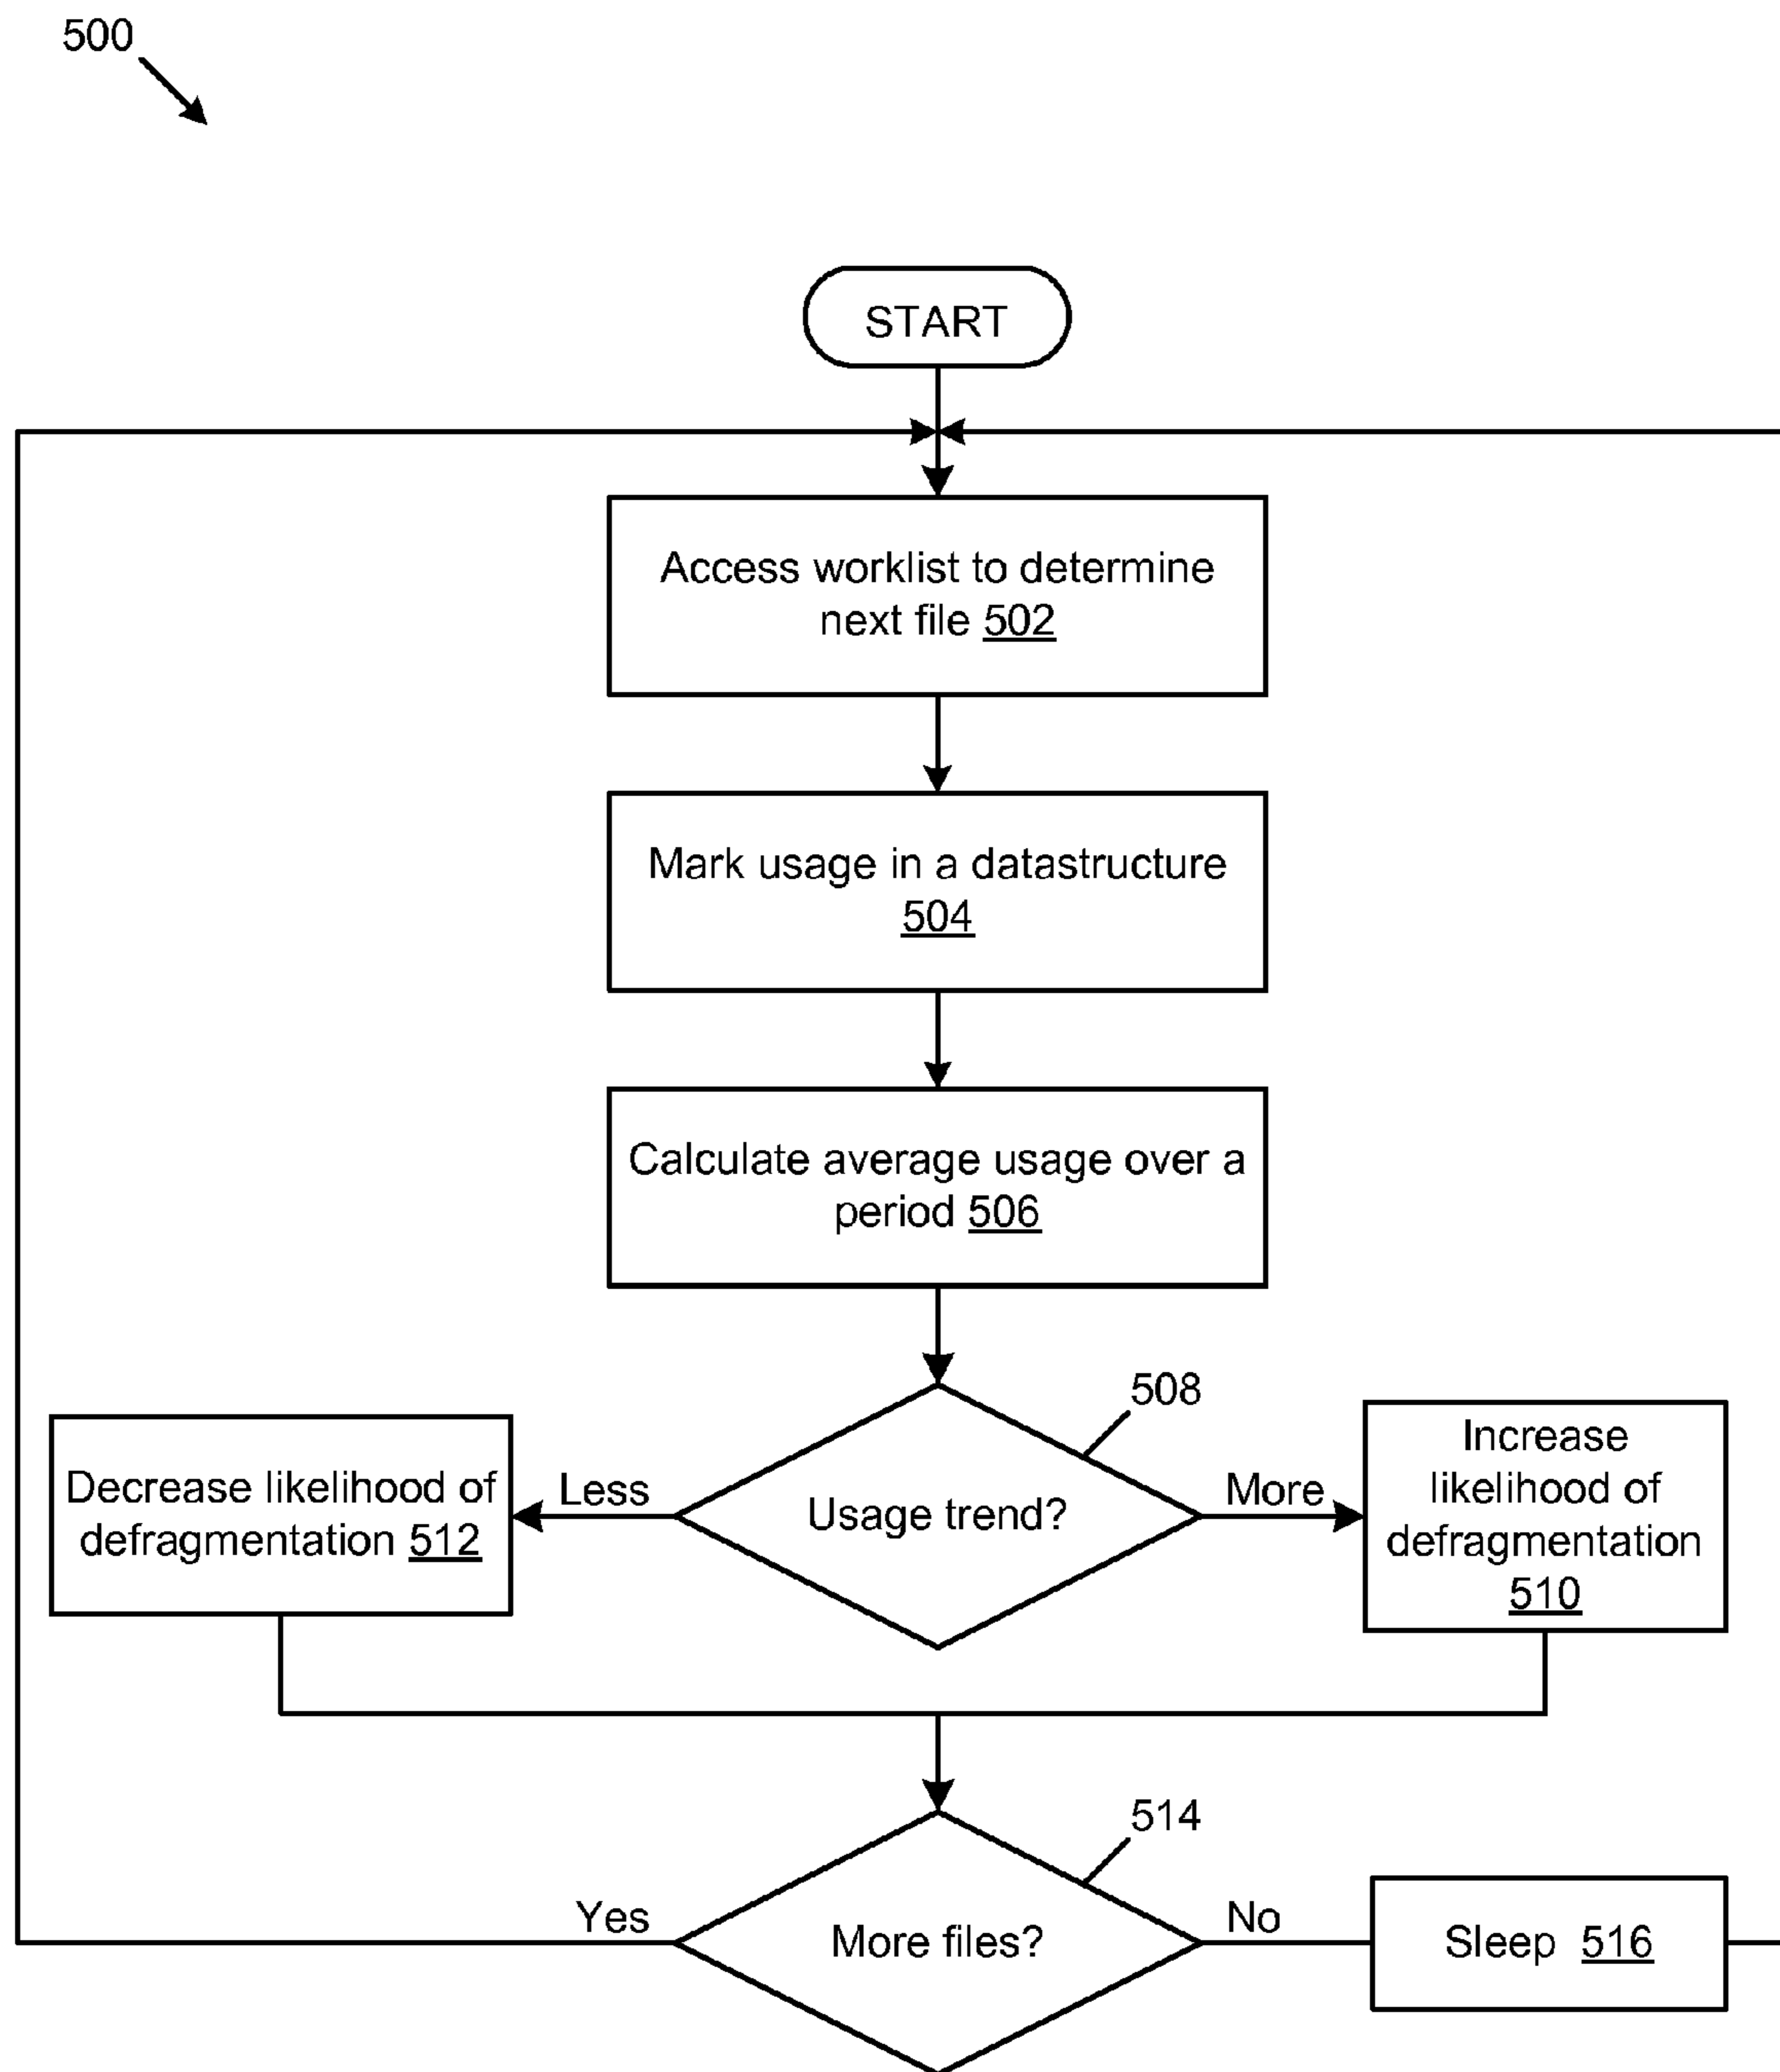 500
START
Access worklist to determine
next file 502
Mark usage in a datastructure
504
Calculate average usage over a
period 506
508
Decrease likelihood of
defragmentation 512
Less
Usage trend?
More
Increase
likelihood of
defragmentation
510
514
Yes
More files?
No
Sleep 516